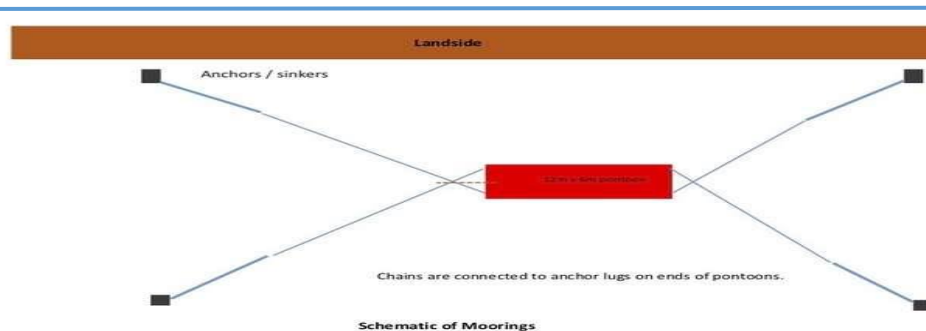 Landside
Anchors / sinkers
Chains are connected to anchor lugs on ends of pontoons.
Schematic of Moorings